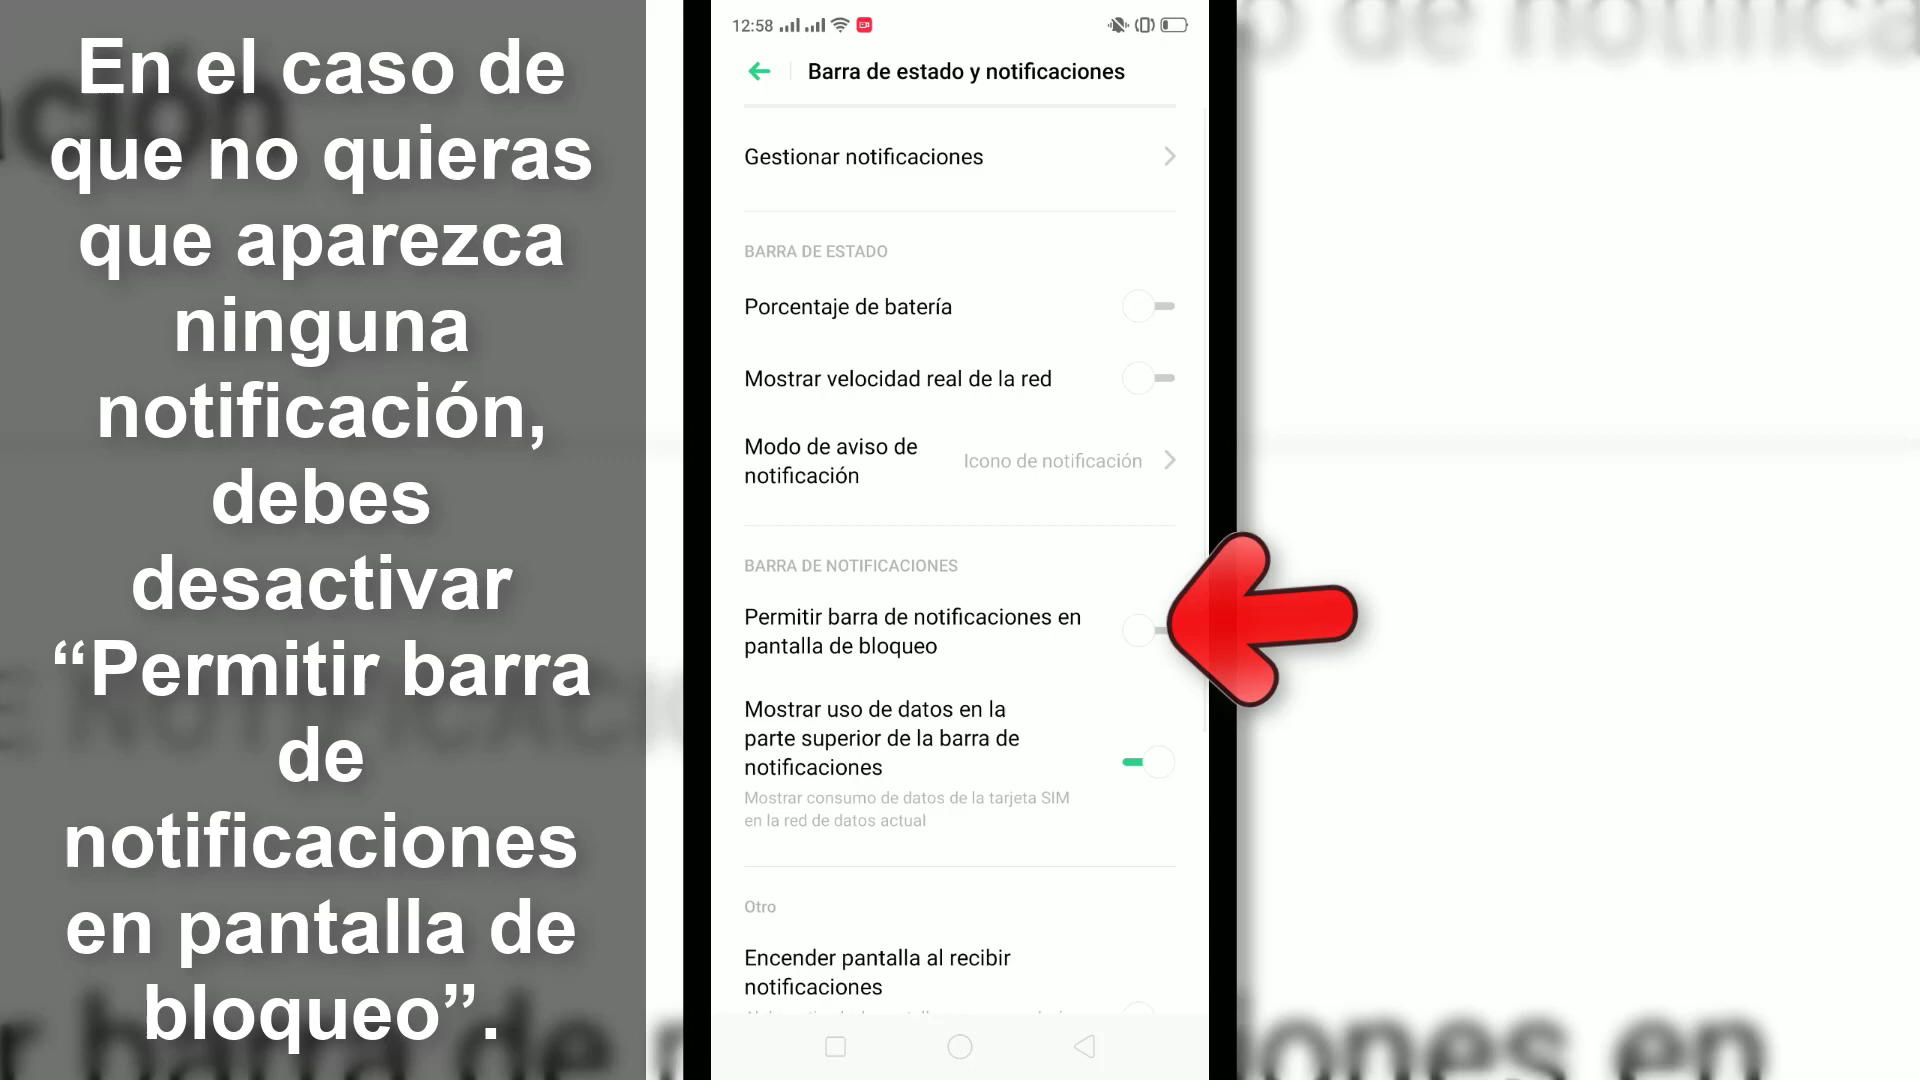 En el caso de
que no quieras
que aparezca
ninguna
notificación,
debes
desactivar
“Permitir barra
de
notificaciones
en pantalla de
bloqueo”.
12:58
Barra de estado y notificaciones
Gestionar notificaciones
BARRA DE ESTADO
Porcentaje de batería
Mostrar velocidad real de la red
Modo de aviso de
notificación
Icono de notificación
BARRA DE NOTIFICACIONES
Permitir barra de notificaciones en
pantalla de bloqueo
Mostrar uso de datos en la
parte superior de la barra de
notificaciones
Mostrar consumo de datos de la tarjeta SIM
en la red de datos actual
Otro
Encender pantalla al recibir
notificaciones